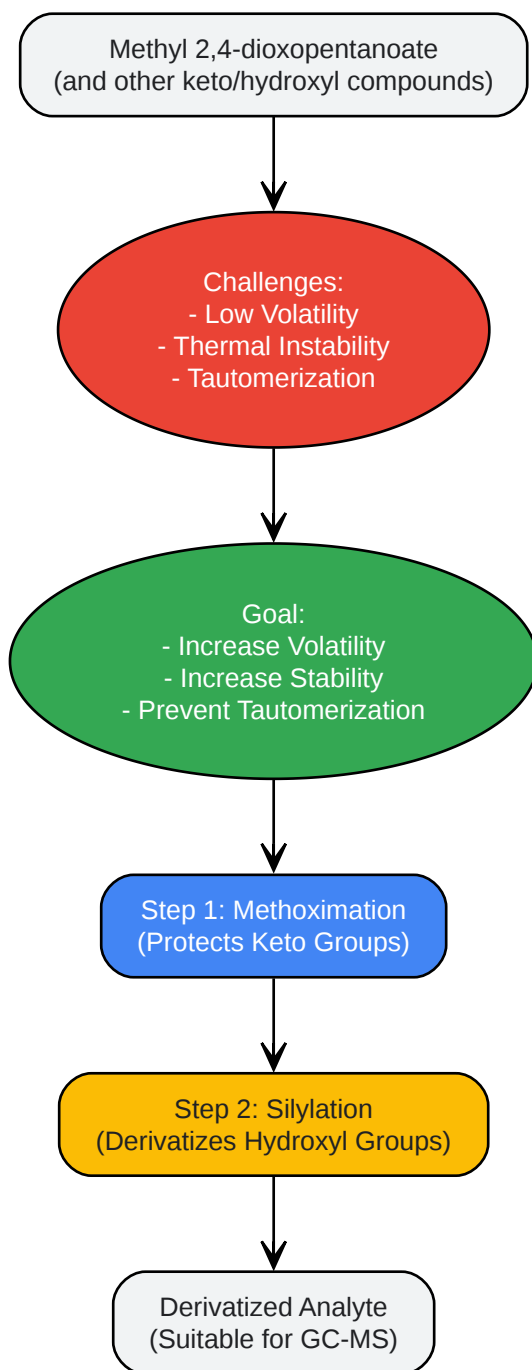 Methyl 2,4-dioxopentanoate
(and other keto/hydroxyl compounds)
Challenges:
- Low Volatility
- Thermal Instability
- Tautomerization
Goal:
- Increase Volatility
- Increase Stability
- Prevent Tautomerization
Step 1: Methoximation
(Protects Keto Groups)
Step 2: Silylation
(Derivatizes Hydroxyl Groups)
Derivatized Analyte
(Suitable for GC-MS)